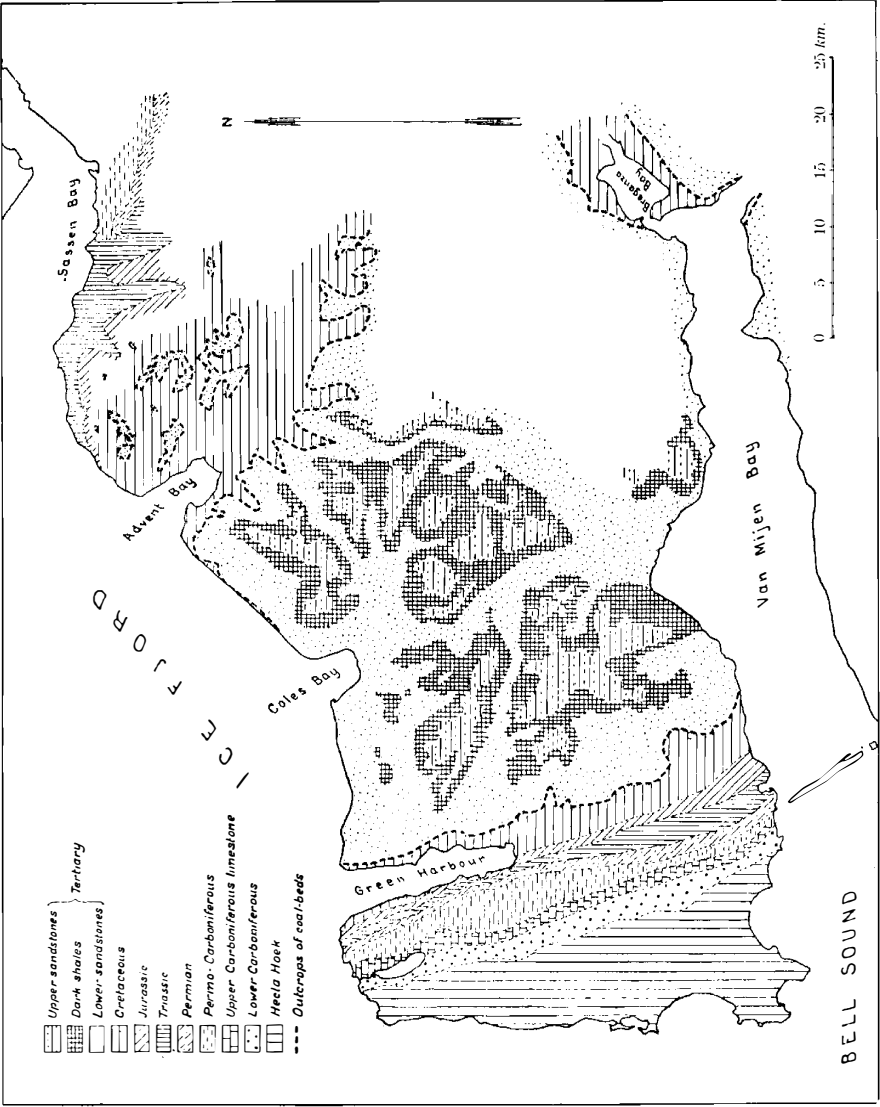 Sassen Bay
N
Advent Bay
ICE FJORD
Coles Bay
Green Harbour
Braganza
Bay
Van Mijen Bay
BELL SOUND
0 5 10 15 20 25 km.
Upper sandstones
Dark shales
Lower sandstones
Tertiary
Cretaceous
Jurassic
Triassic
Permian
Permo-Carboniferous
Upper Carboniferous limestone
Lower Carboniferous
Heela Hoek
Outcrops of coal-beds